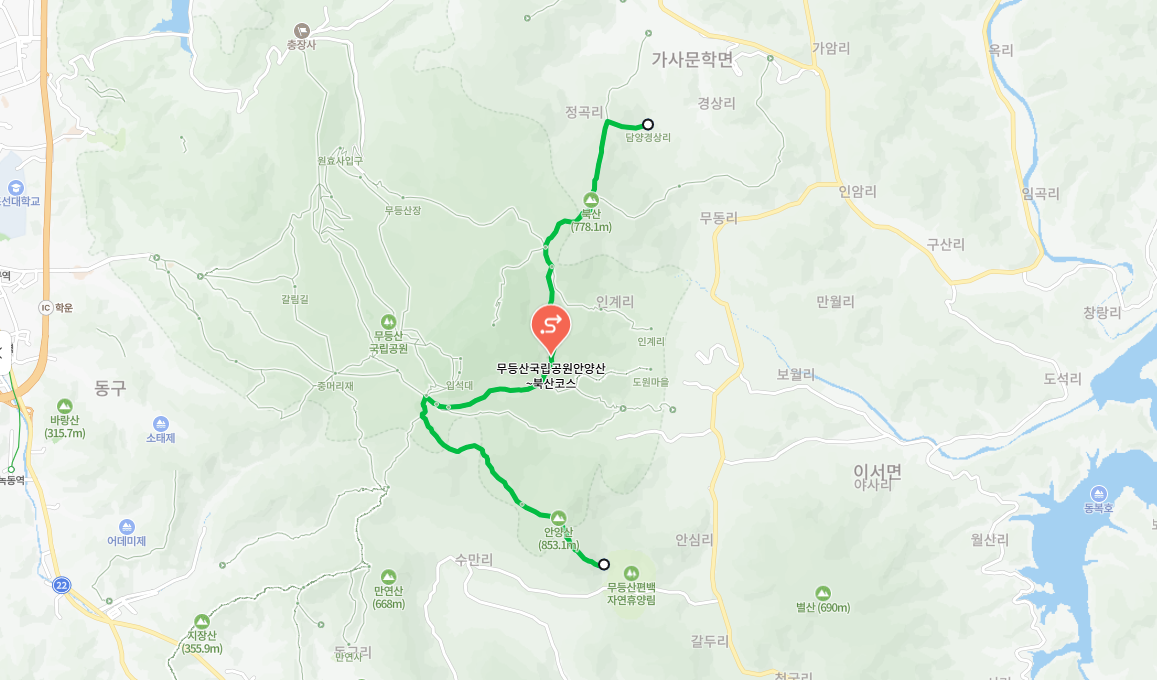 충장사
가사문학면
가암리
옥리
정곡리
경상리
담양경상리
원효사입구
조선대학교
무등산장
북산
(778.1m)
무동리
인암리
임곡리
구산리
갈림길
IC 학운
인계리
만월리
창랑리
무등산
국립공원
인계리
무등산국립공원안양산
~북산코스
중머리재
입석대
도원마을
보월리
도석리
동구
바랑산
(315.7m)
소태제
이서면
야사리
녹동역
동복호
어데미제
안양산
(853.1m)
안심리
월산리
수만리
22
만연산
(668m)
무등산편백
자연휴양림
별산 (690m)
지장산
(355.9m)
동구리
만연사
갈두리